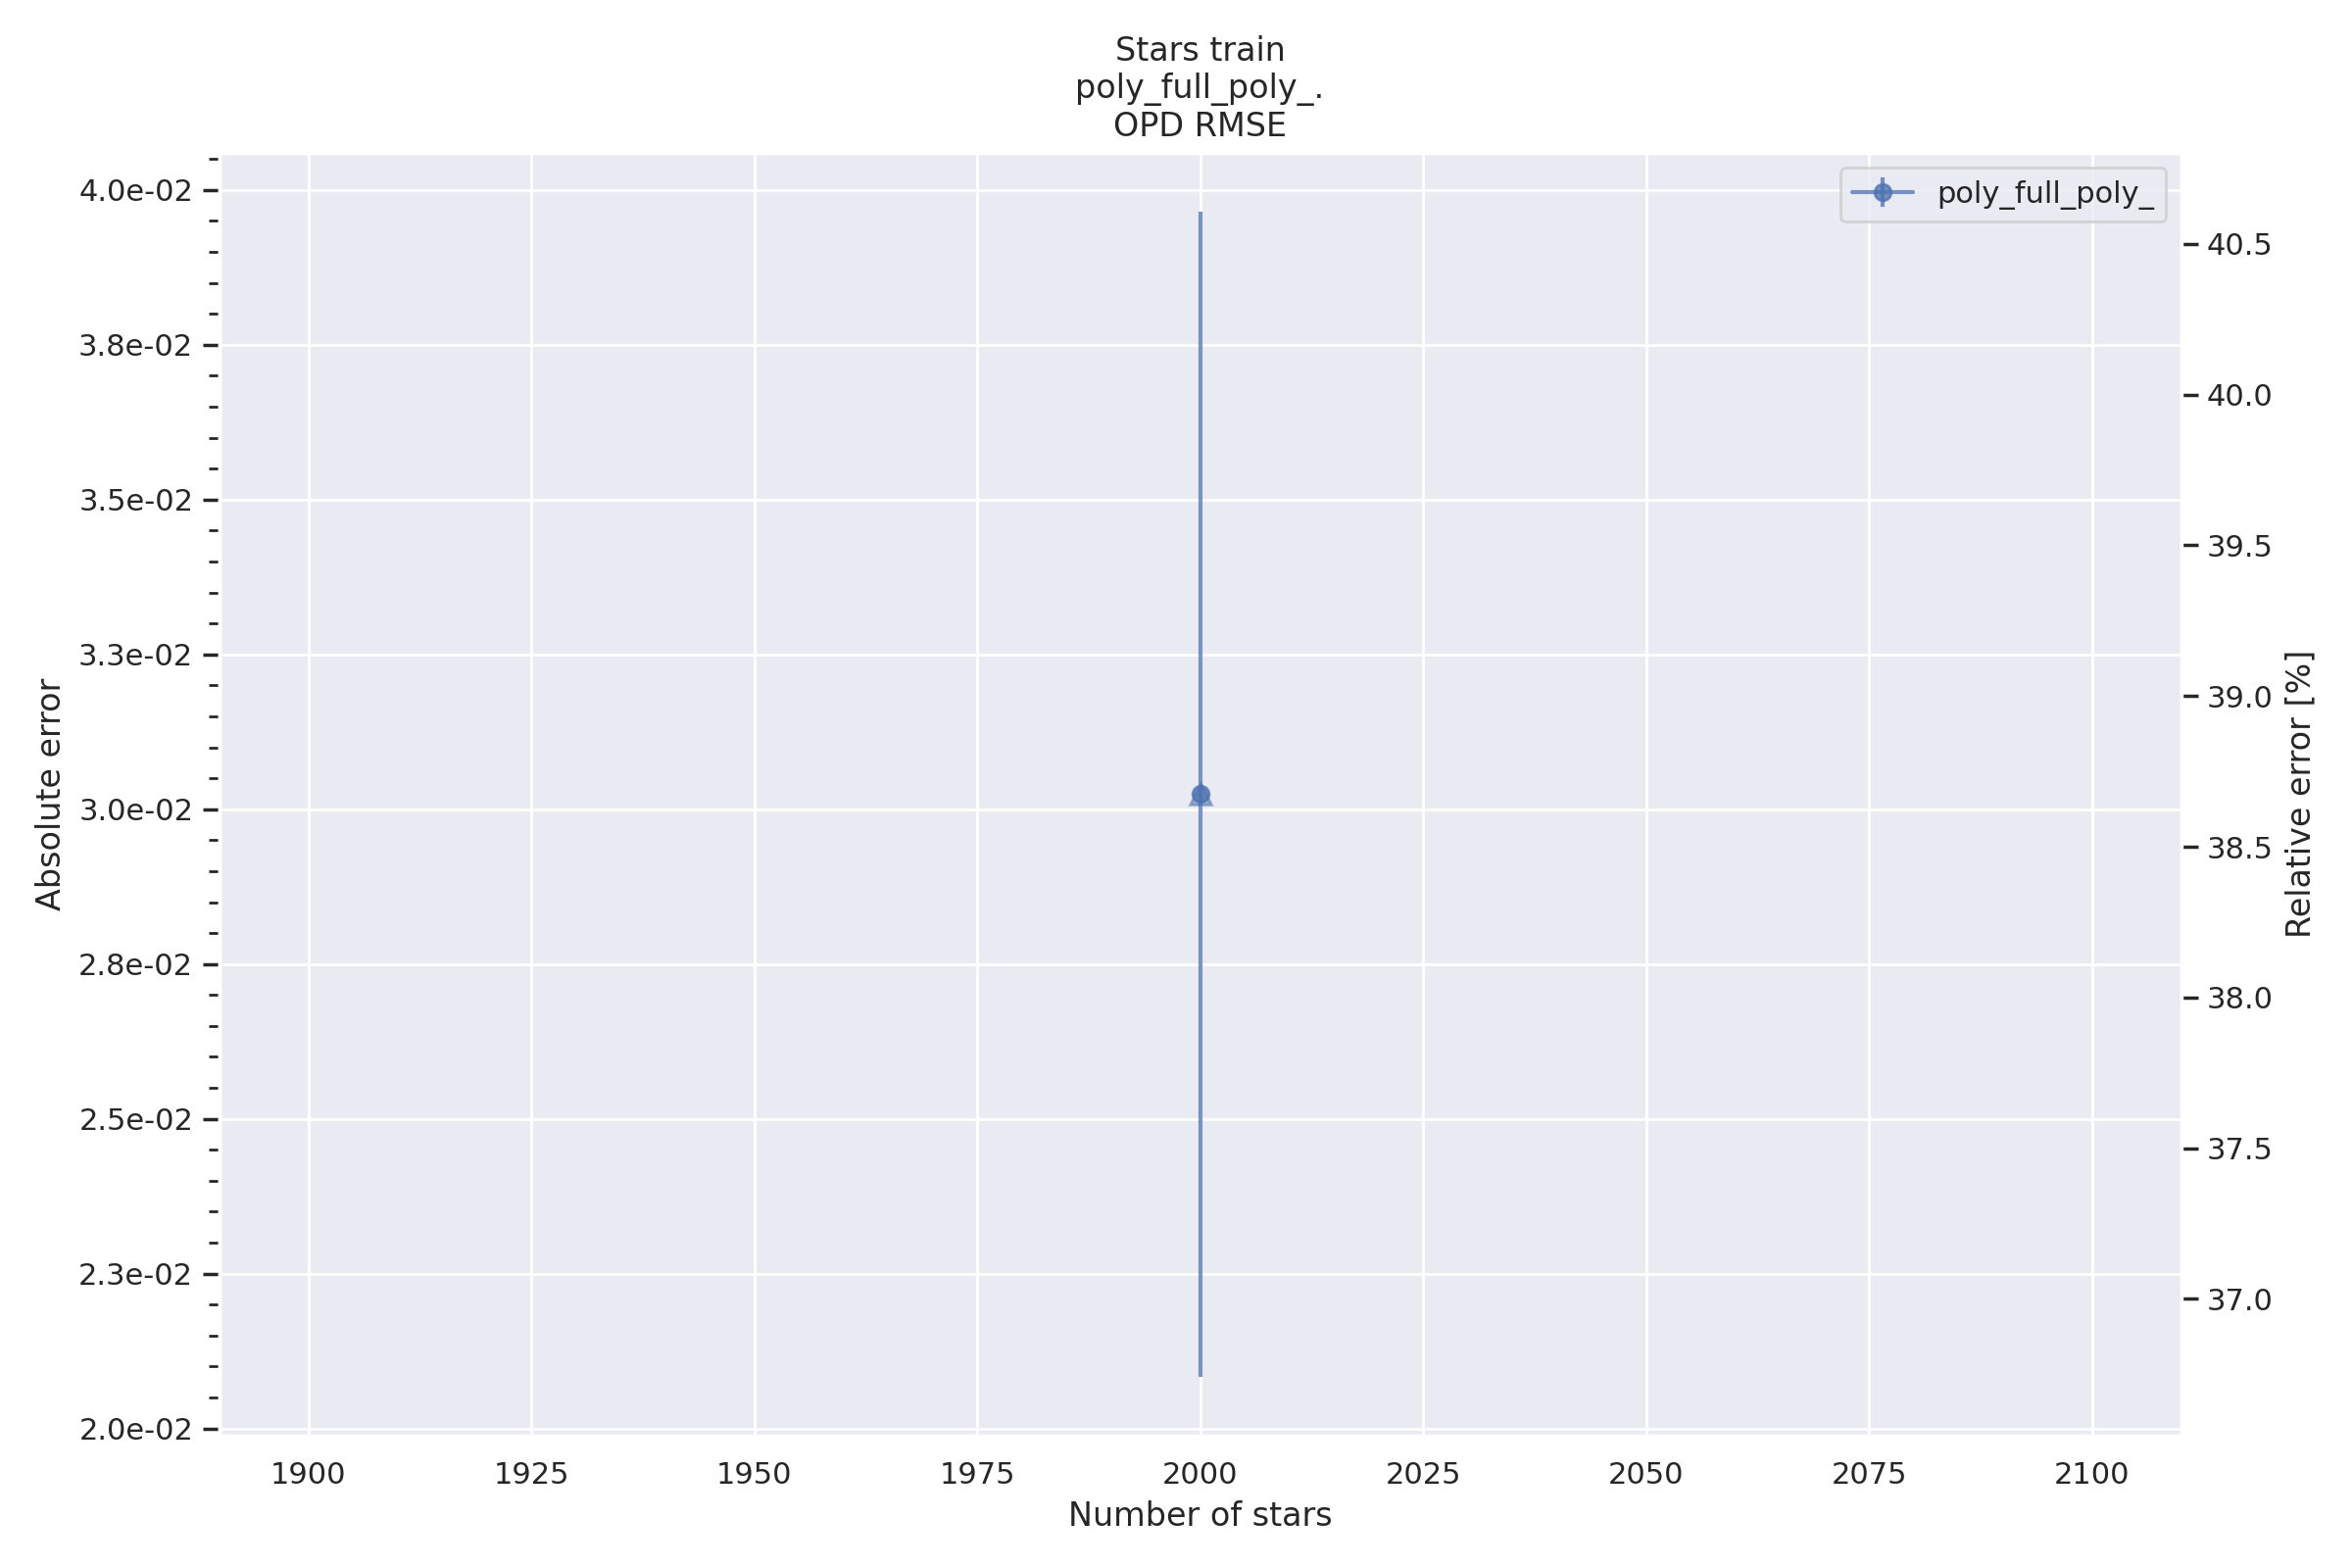 Stars train
poly_full_poly_.
OPD RMSE
poly_full_poly_
Absolute error
4.0e-02
3.8e-02
3.5e-02
3.3e-02
3.0e-02
2.8e-02
2.5e-02
2.3e-02
2.0e-02
40.5
40.0
39.5
39.0
38.5
38.0
37.5
37.0
Relative error [%]
1900 1925 1950 1975 2000 2025 2050 2075 2100
Number of stars